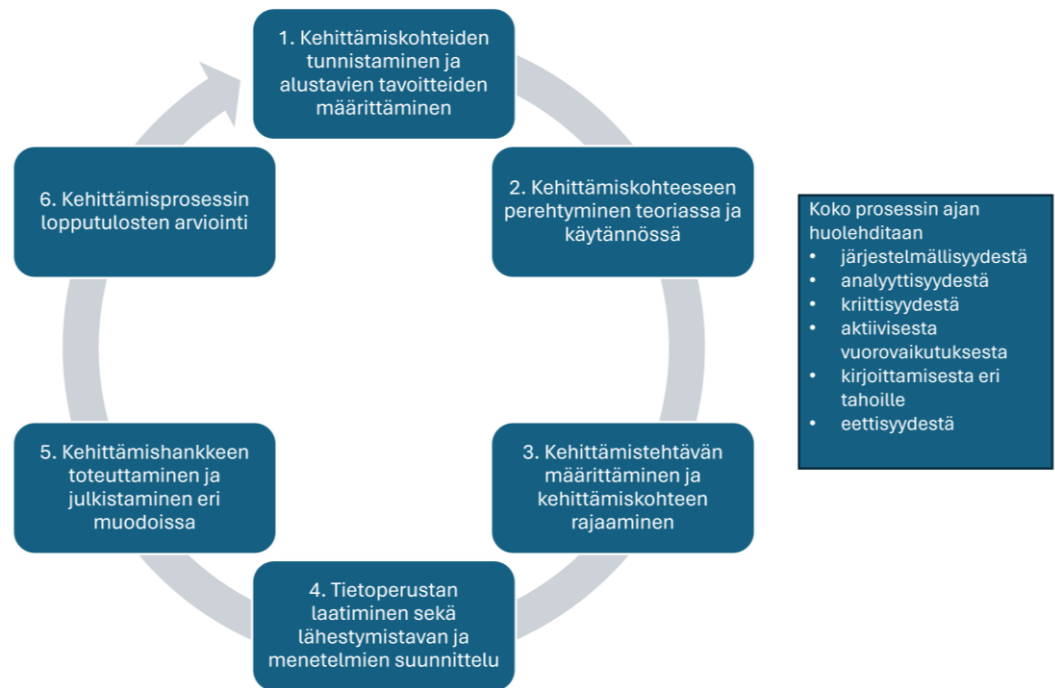 1. Kehittämiskohteiden
tunnistaminen ja
alustavien tavoitteiden
määrittäminen
2. Kehittämiskohteeseen
perehtyminen teoriassa ja
käytännössä
3. Kehittämistehtävän
määrittäminen ja
kehittämiskohteen
rajaaminen
4. Tietoperustan
laatiminen sekä
lähestymistavan ja
menetelmien suunnittelu
5. Kehittämishankkeen
toteuttaminen ja
julkistaminen eri
muodoissa
6. Kehittämisprosessin
lopputulosten arviointi
Koko prosessin ajan
huolehditaan
• järjestelmällisyydestä
• analyyttisyydestä
• kriittisyydestä
• aktiivisesta
vuorovaikutuksesta
• kirjoittamisesta eri
tahoille
• eettisyydestä